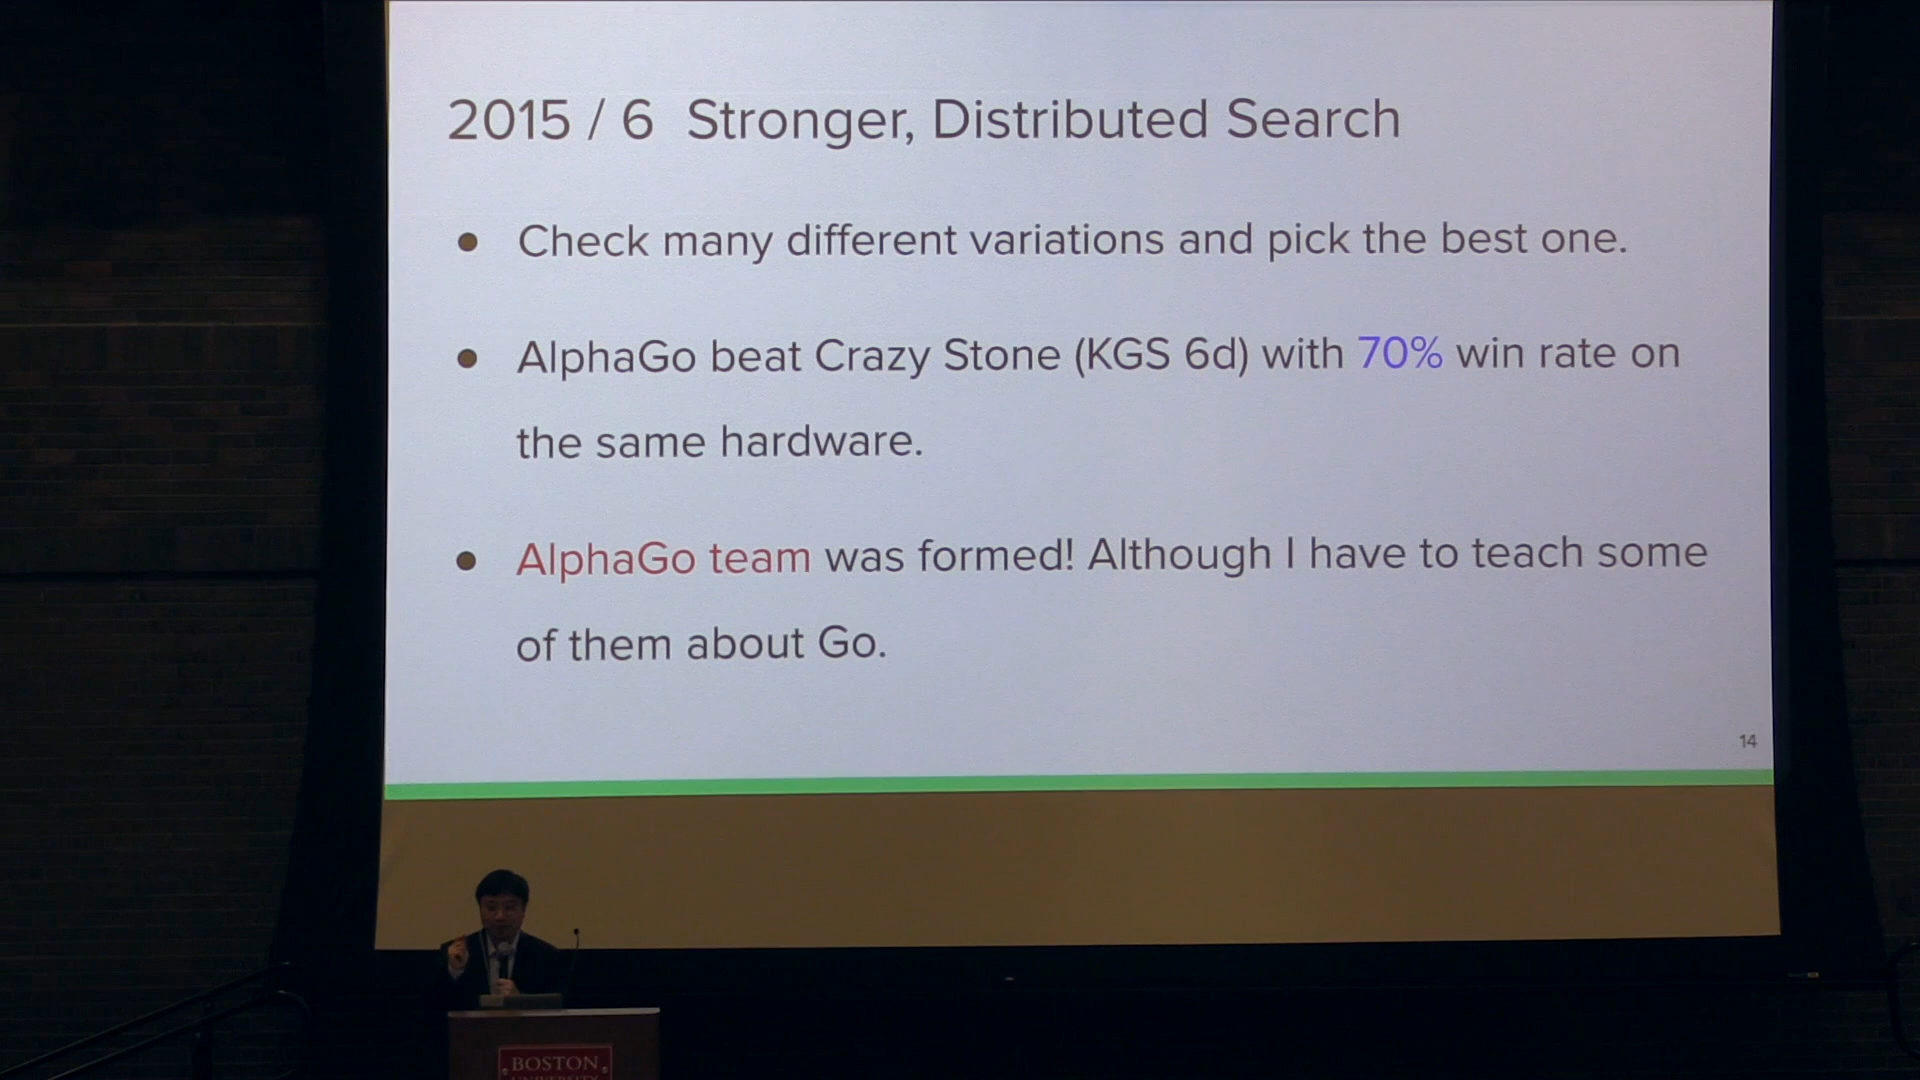 2015 / 6 Stronger, Distributed Search
● Check many different variations and pick the best one.
● AlphaGo beat Crazy Stone (KGS 6d) with 70% win rate on
the same hardware.
● AlphaGo team was formed! Although I have to teach some
of them about Go.
14
BOSTON
UNIVERSITY